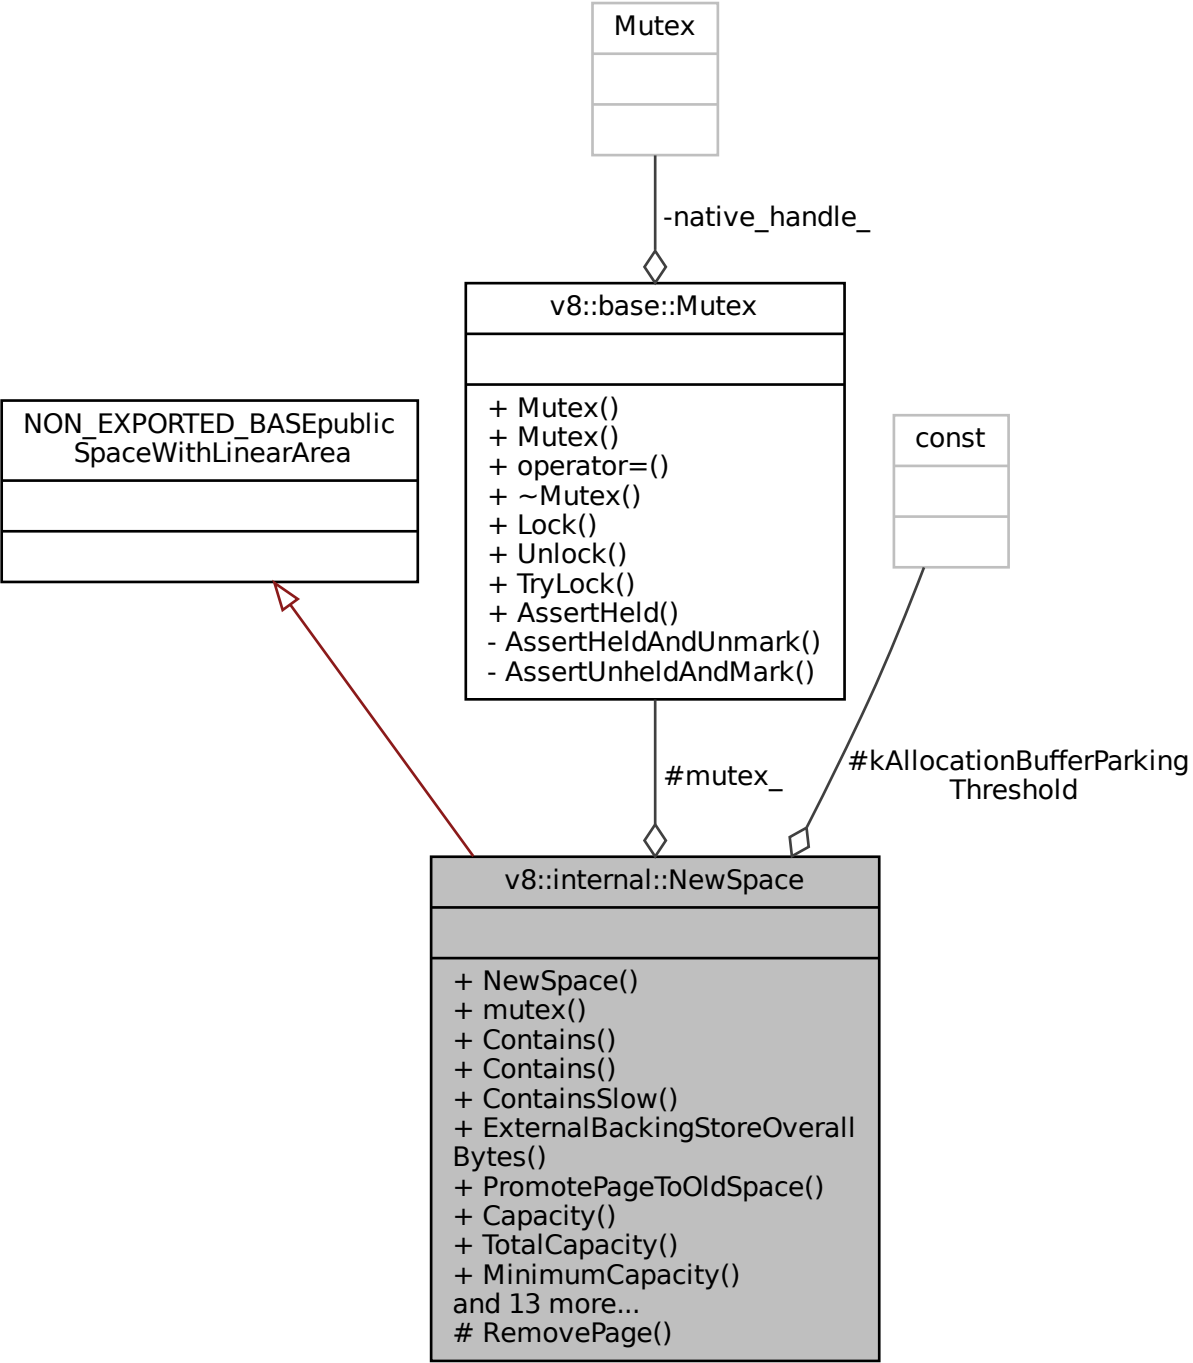 Mutex
-native_handle_
v8::base::Mutex
+ Mutex()
+ Mutex()
+ operator=()
+ ~Mutex()
+ Lock()
+ Unlock()
+ TryLock()
+ AssertHeld()
- AssertHeldAndUnmark()
- AssertUnheldAndMark()
NON_EXPORTED_BASEpublic
SpaceWithLinearArea
const
#mutex_
#kAllocationBufferParking
Threshold
v8::internal::NewSpace
+ NewSpace()
+ mutex()
+ Contains()
+ Contains()
+ ContainsSlow()
+ ExternalBackingStoreOverall
Bytes()
+ PromotePageToOldSpace()
+ Capacity()
+ TotalCapacity()
+ MinimumCapacity()
and 13 more...
# RemovePage()